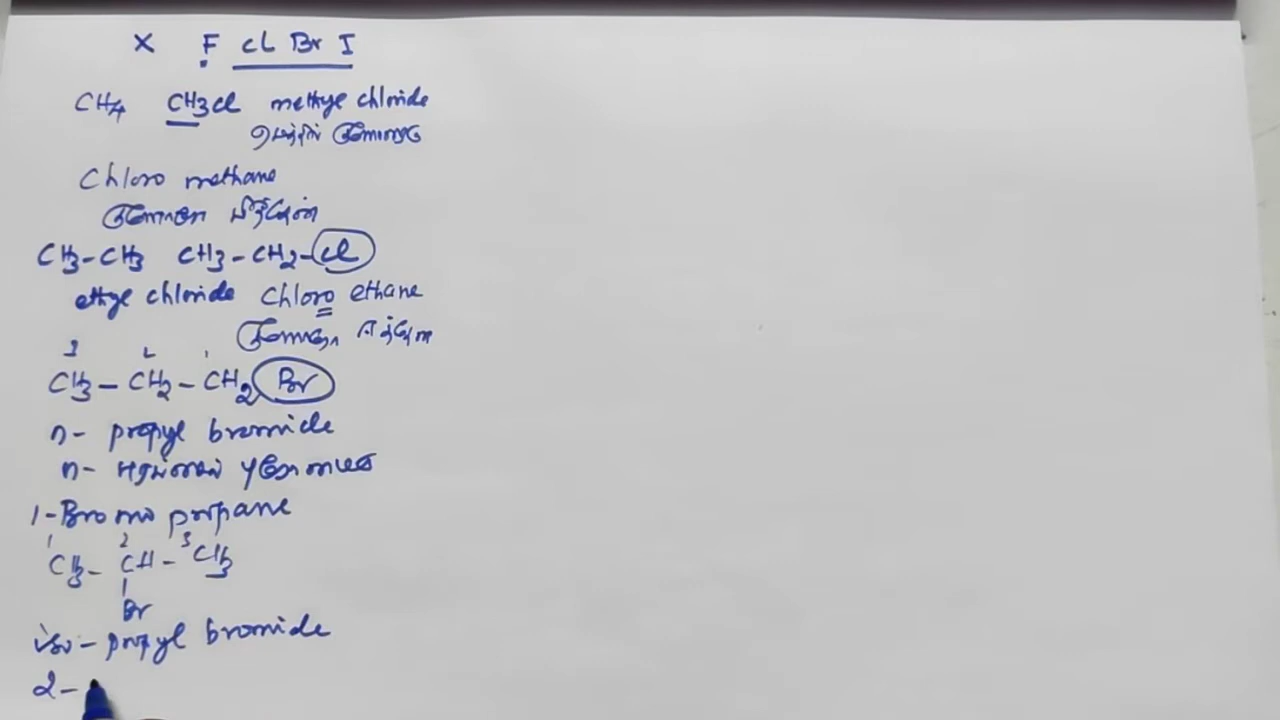 X F Cl Br I
CH4 CH3Cl methyl chloride
மெத்தில் குளோரைடு
Chloro methane
குளோரோ மீத்தேன்
CH3-CH3 CH3-CH2-Cl
ethyl chloride Chloro ethane
குளோரோ ஈத்தேன்
3 2 1
CH3-CH2-CH2 Br
n- propyl bromide
n- புரப்பைல் புரோமைடு
1-Bromo propane
1 2 3
CH3-CH-CH3
Br
iso-propyl bromide
2-